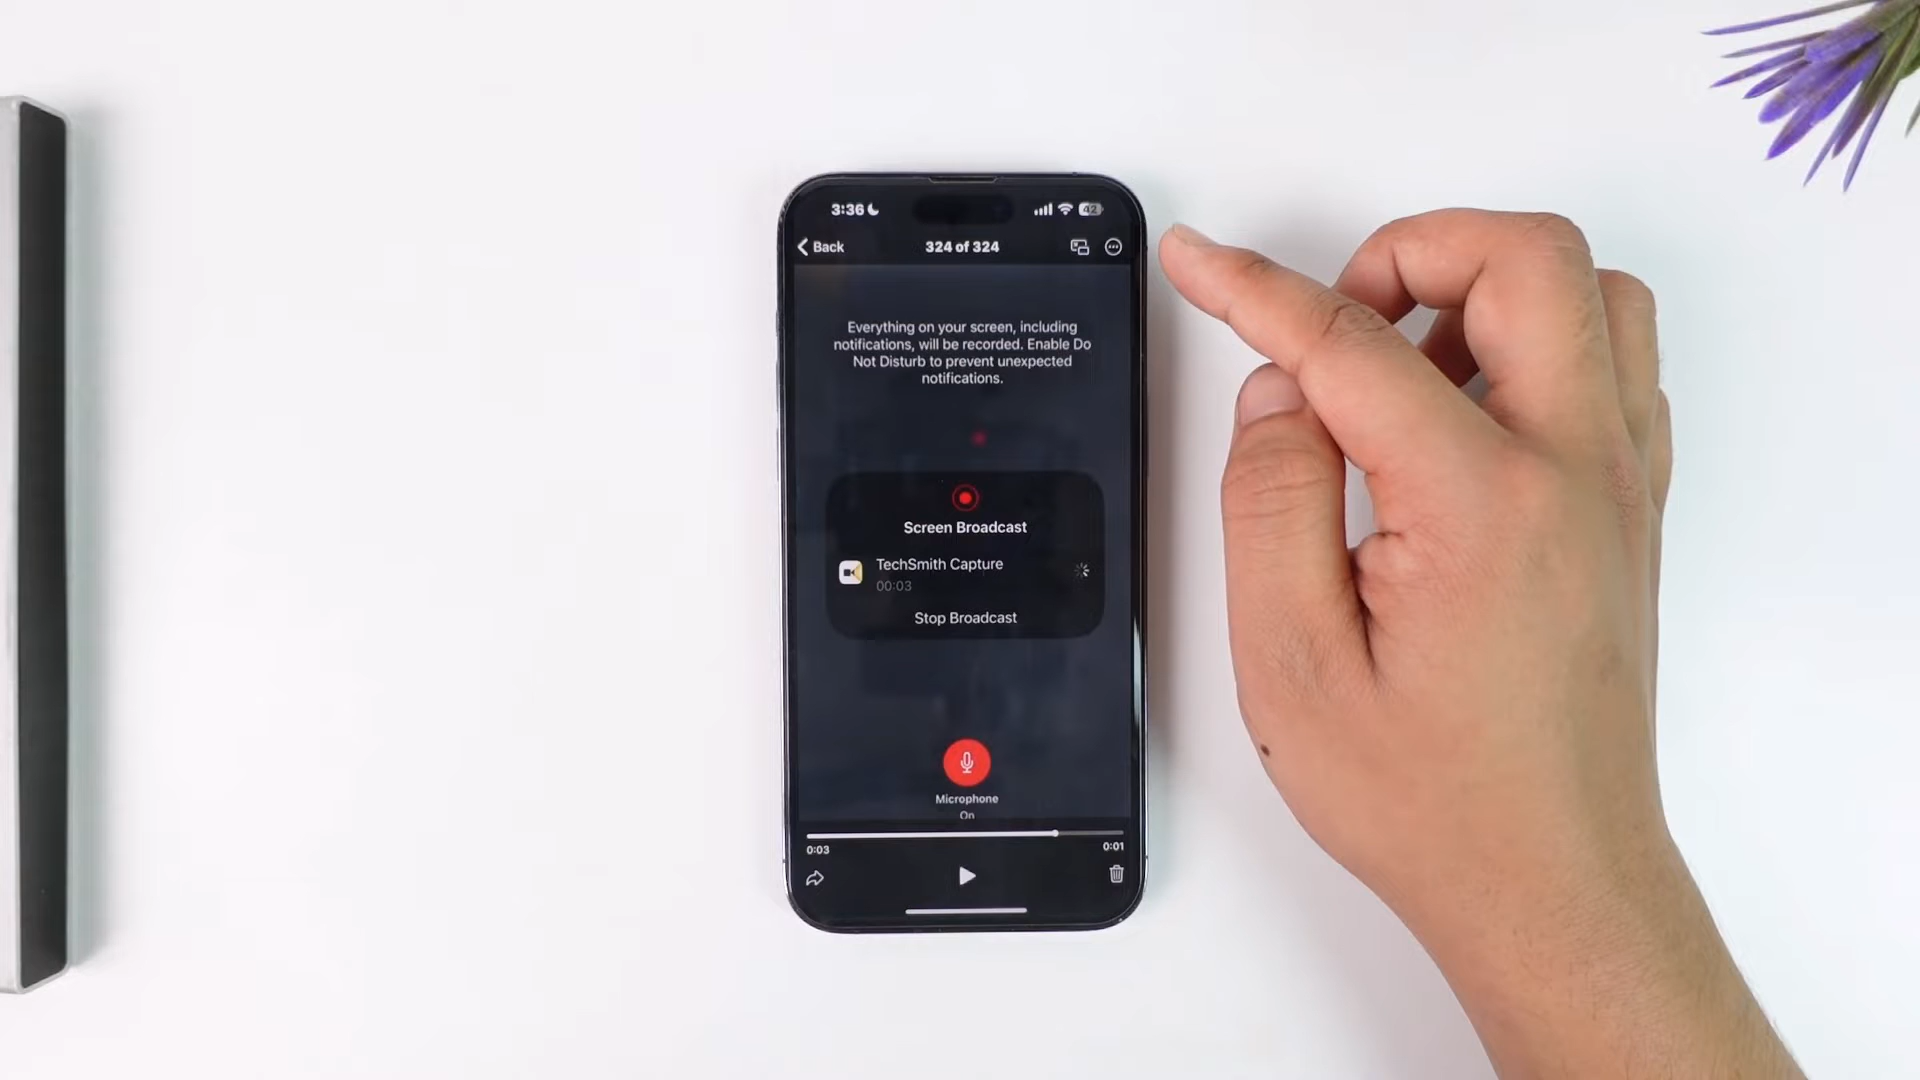 3:36
42
Back
324 of 324
Everything on your screen, including
notifications, will be recorded. Enable Do
Not Disturb to prevent unexpected
notifications.
Screen Broadcast
TechSmith Capture
00:03
Stop Broadcast
Microphone
On
0:03
0:01